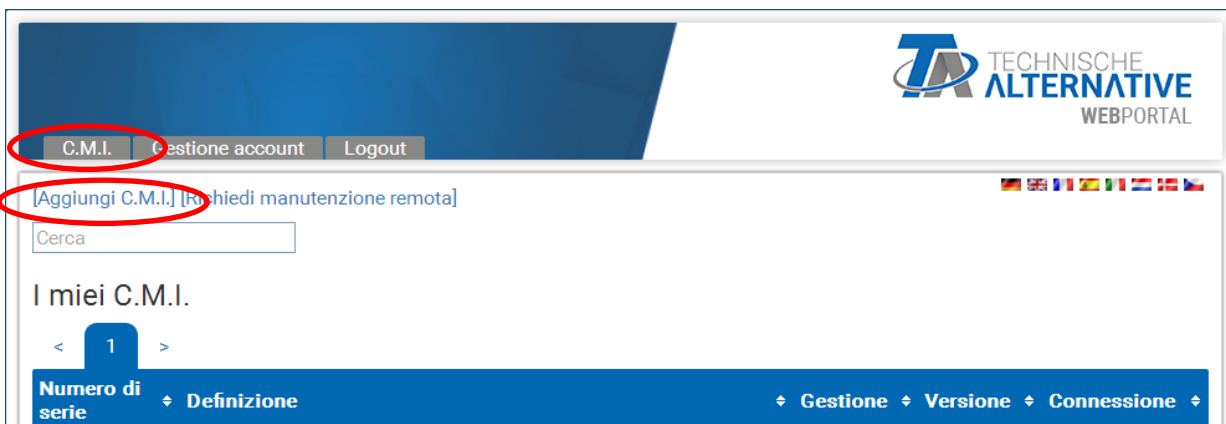 TECHNISCHE
ALTERNATIVE
WEBPORTAL
C.M.I. Gestione account Logout
[Aggiungi C.M.I.] [Richiedi manutenzione remota]
Cerca
I miei C.M.I.
< 1 >
Numero di serie Definizione Gestione Versione Connessione